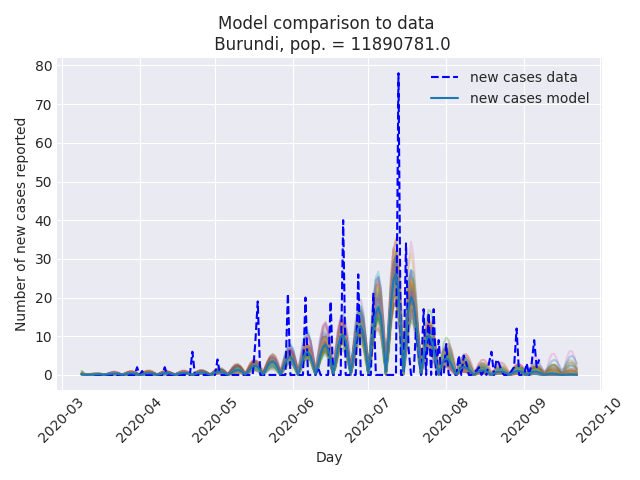 Model comparison to data
Burundi, pop. = 11890781.0
new cases data
new cases model
Number of new cases reported
80
70
60
50
40
30
20
10
0
2020-03
2020-04
2020-05
2020-06
2020-07
2020-08
2020-09
2020-10
Day